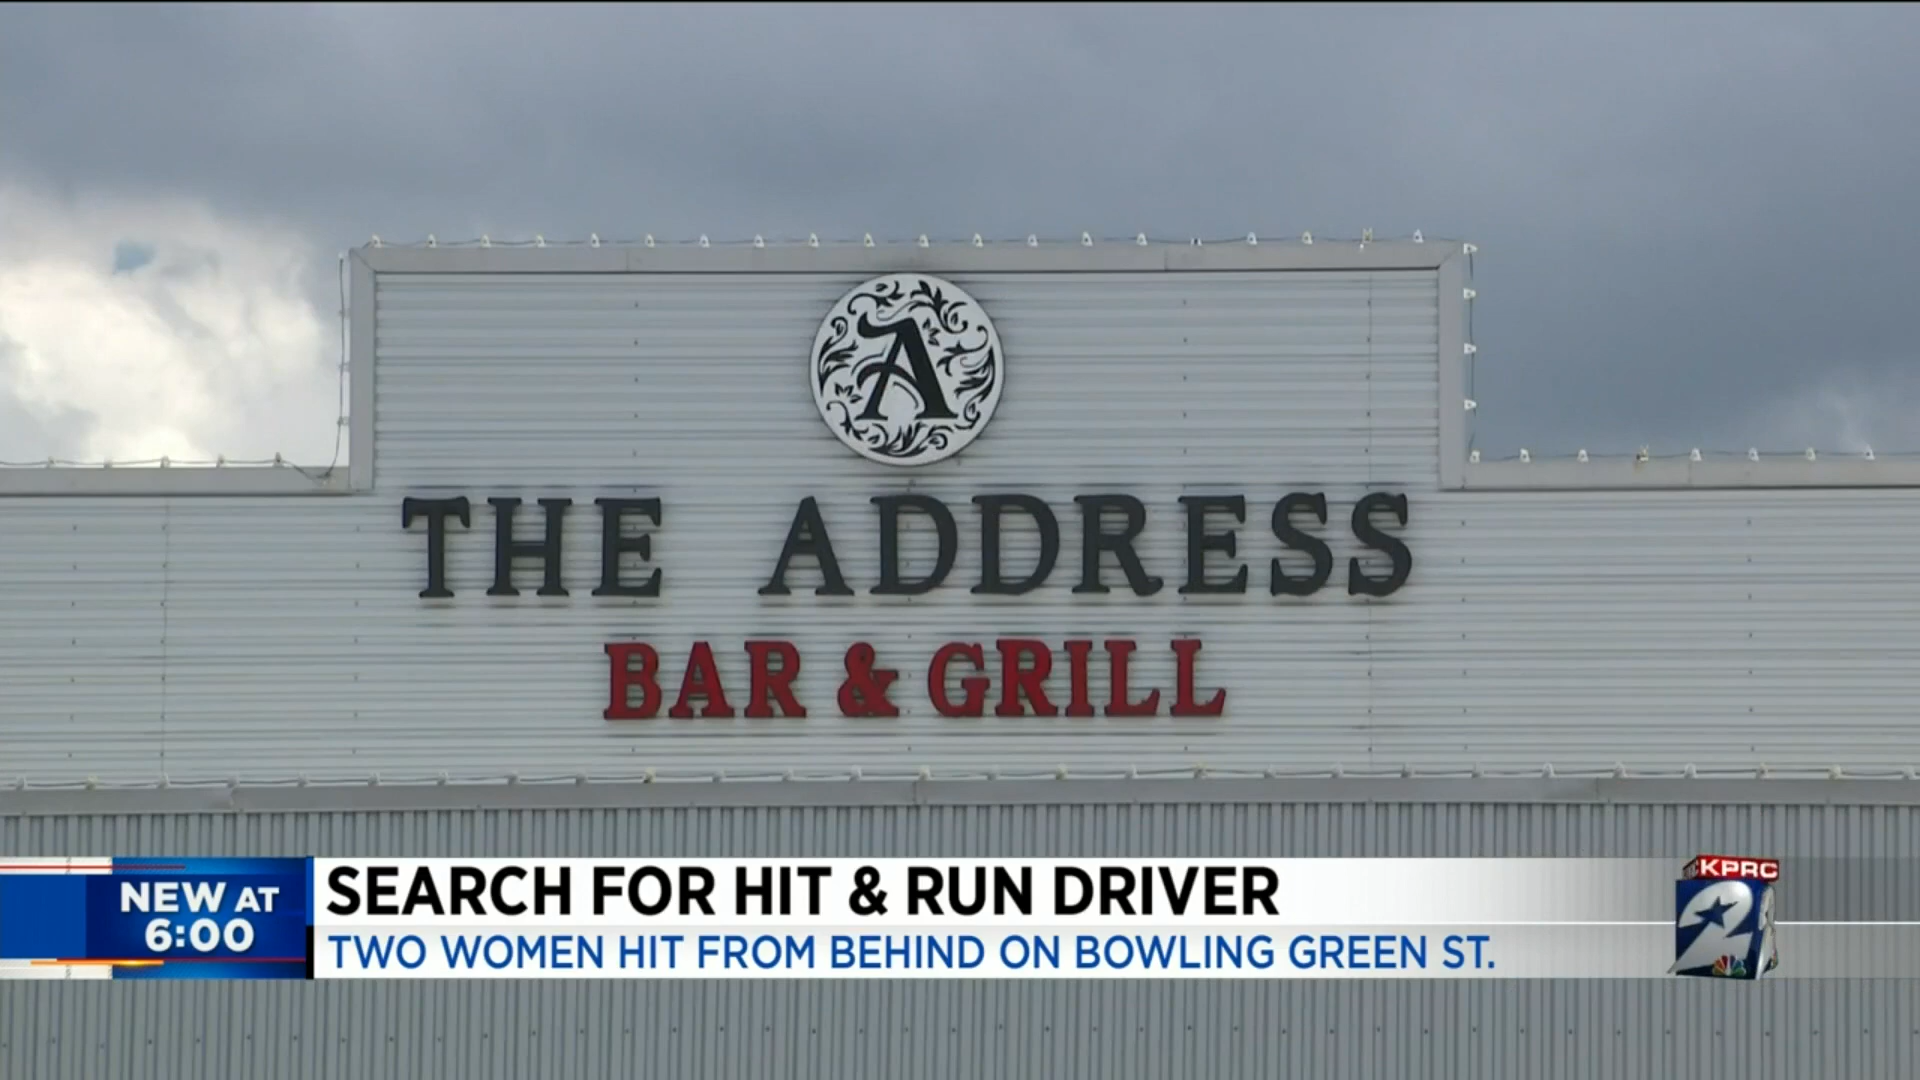 A
THE ADDRESS
BAR & GRILL
NEW AT
6:00
SEARCH FOR HIT & RUN DRIVER
TWO WOMEN HIT FROM BEHIND ON BOWLING GREEN ST.
KPRC
2